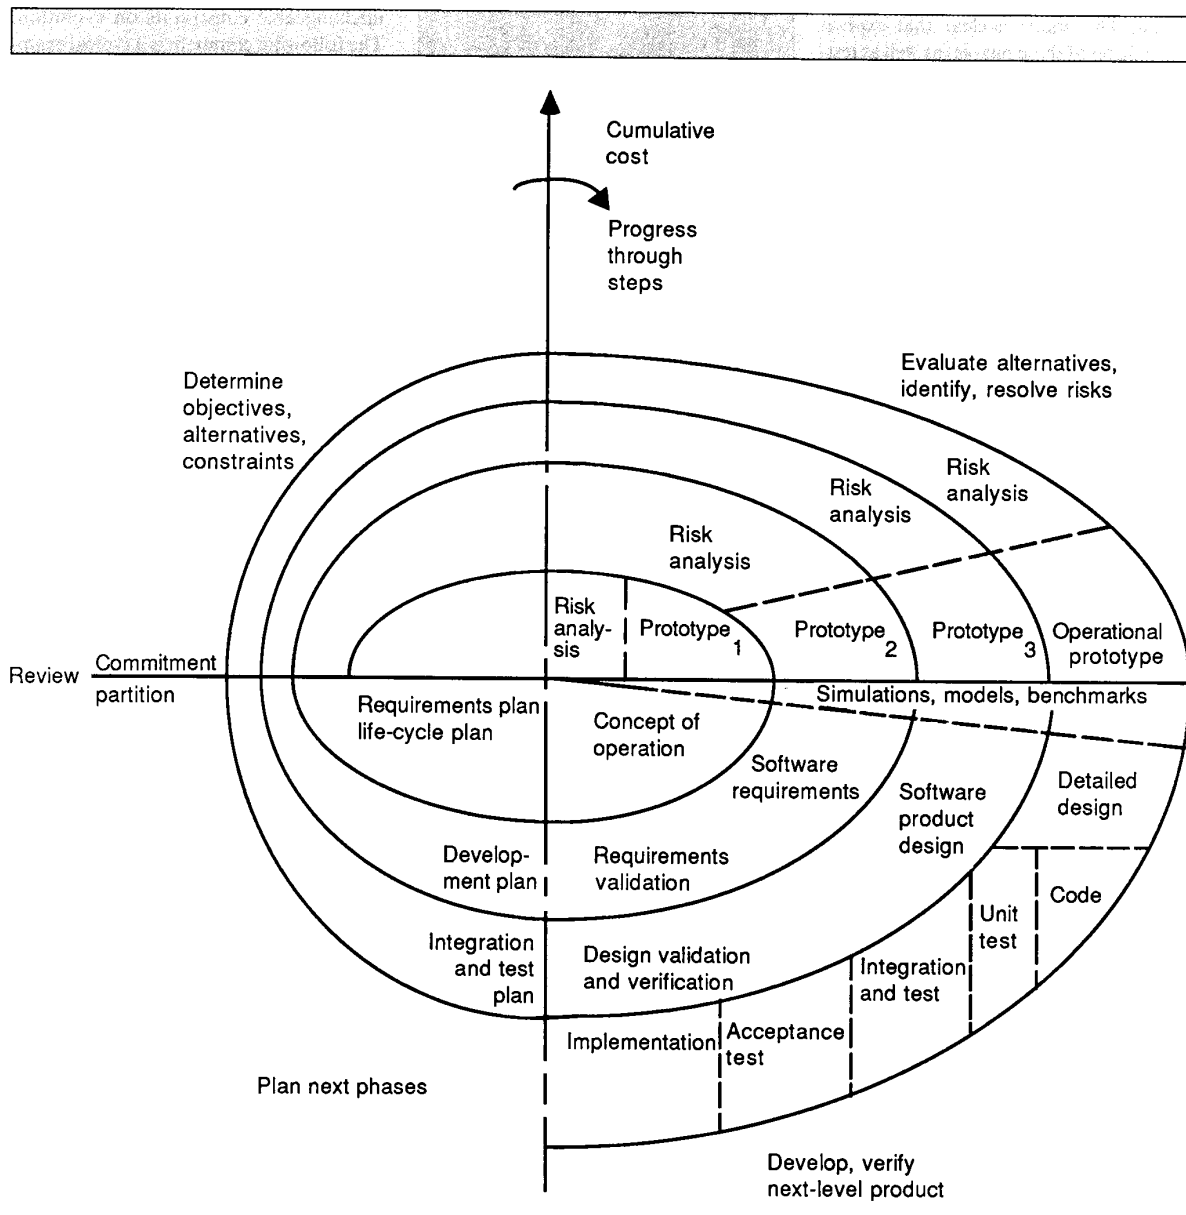 Cumulative
cost
Progress
through
steps
Determine
objectives,
alternatives,
constraints
Evaluate alternatives,
identify, resolve risks
Risk
analysis
Risk
analysis
Risk
analysis
Risk
analy-
sis
Prototype 1
Prototype 2
Prototype 3
Operational
prototype
Review
Commitment
partition
Simulations, models, benchmarks
Requirements plan
life-cycle plan
Concept of
operation
Software
requirements
Software
product
design
Detailed
design
Develop-
ment plan
Requirements
validation
Code
Unit
test
Integration
and test
plan
Design validation
and verification
Integration
and test
Implementation
Acceptance
test
Plan next phases
Develop, verify
next-level product